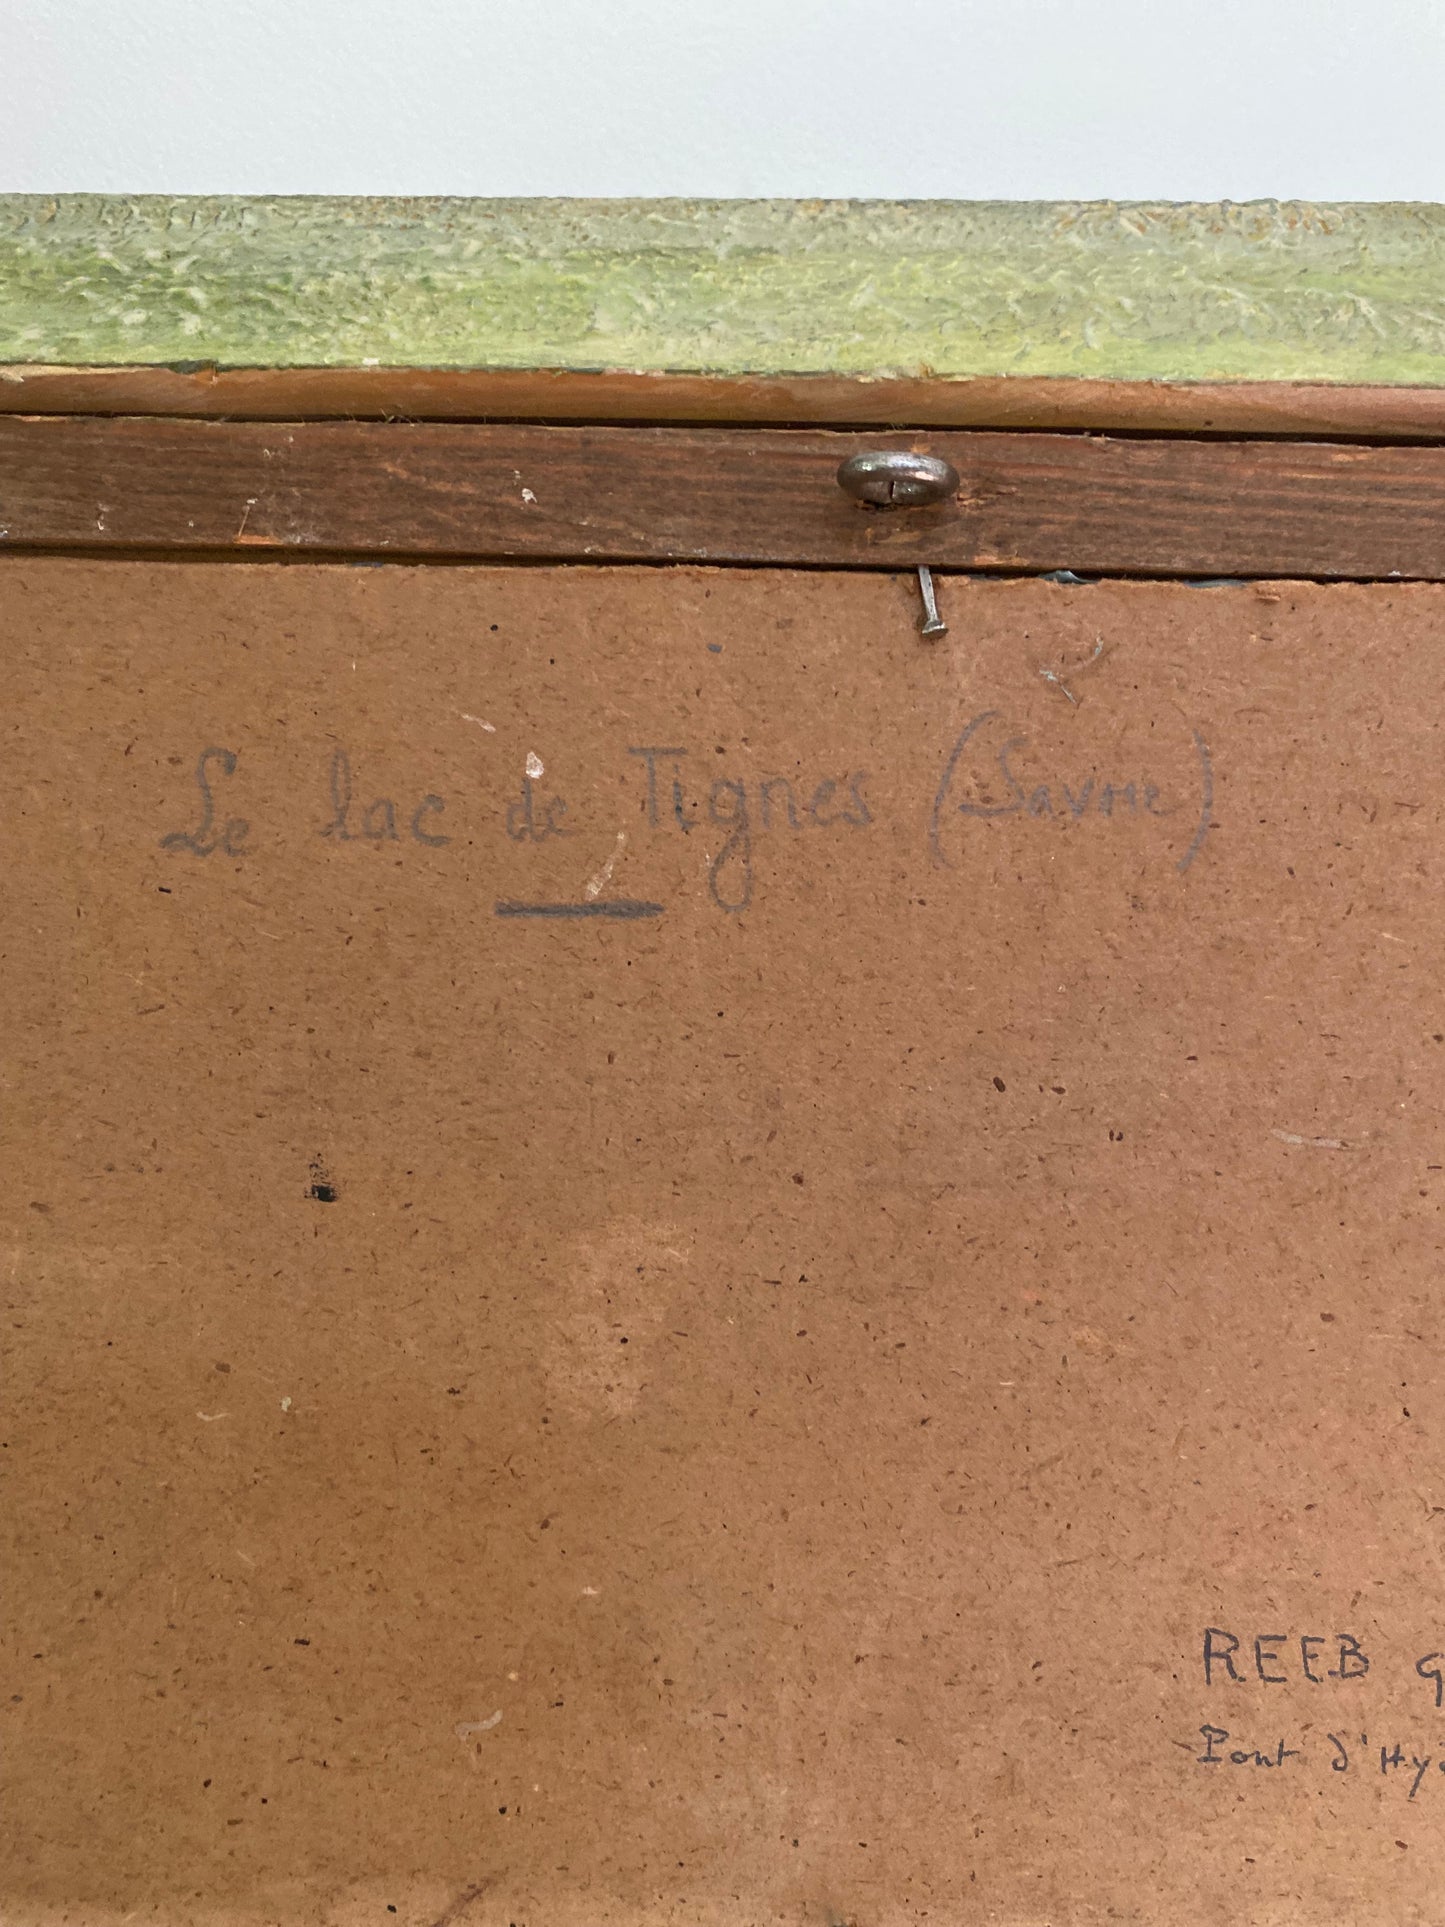 Le lac de Tignes (Savoie)
REEB
Pont d'Hy